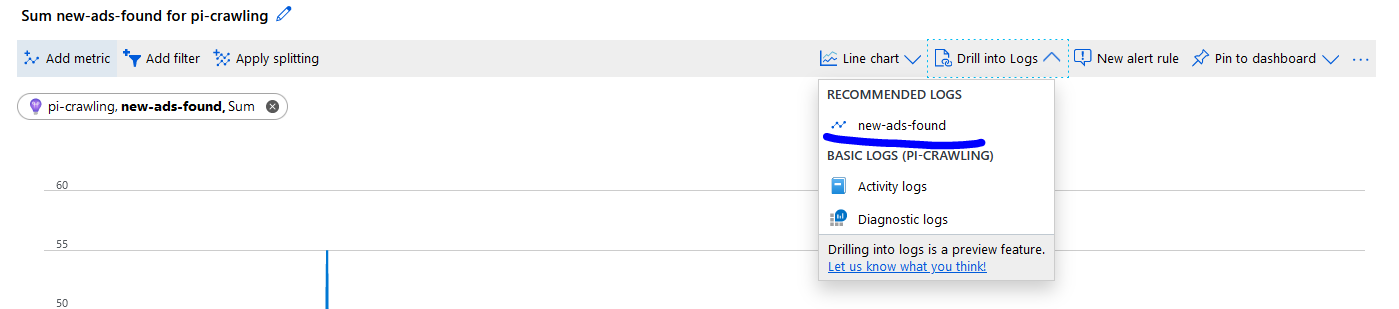 Sum new-ads-found for pi-crawling
Add metric Add filter Apply splitting Line chart Drill into Logs New alert rule Pin to dashboard ...
pi-crawling, new-ads-found, Sum
RECOMMENDED LOGS
new-ads-found
BASIC LOGS (PI-CRAWLING)
Activity logs
Diagnostic logs
Drilling into logs is a preview feature.
Let us know what you think!
60
55
50